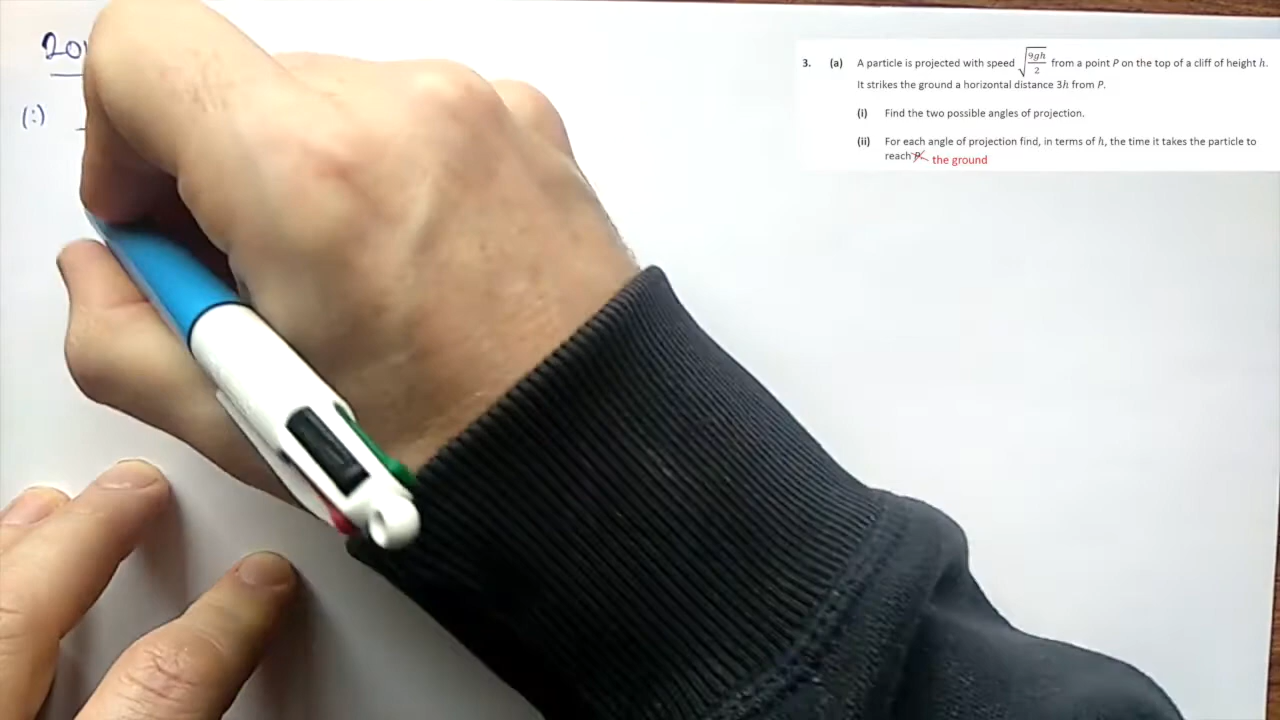 201
(i)
3. (a) A particle is projected with speed √(9gh/2) from a point P on the top of a cliff of height h.
It strikes the ground a horizontal distance 3h from P.
(i) Find the two possible angles of projection.
(ii) For each angle of projection find, in terms of h, the time it takes the particle to
reach P. the ground